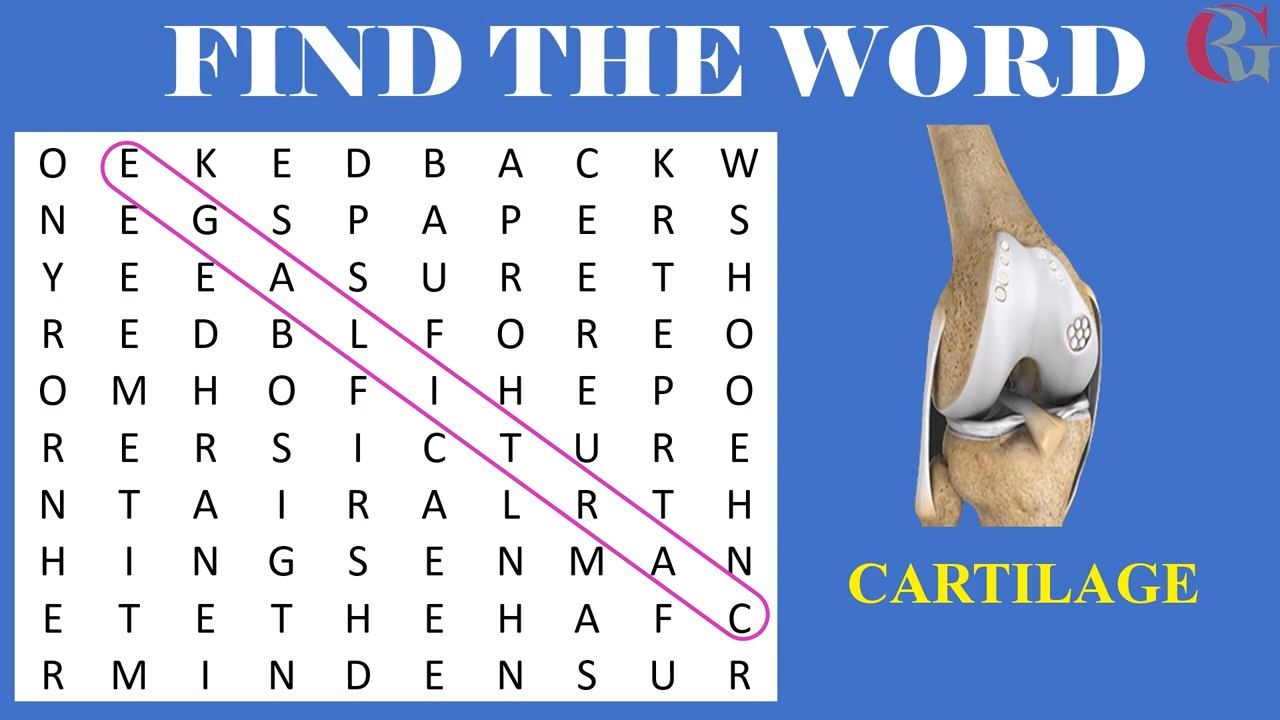 FIND THE WORD
O E K E D B A C K W
N E G S P A P E R S
Y E E A S U R E T H
R E D B L F O R E O
O M H O F I H E P O
R E R S I C T U R E
N T A I R A L R T H
H I N G S E N M A N
E T E T H E H A F C
R M I N D E N S U R
CARTILAGE